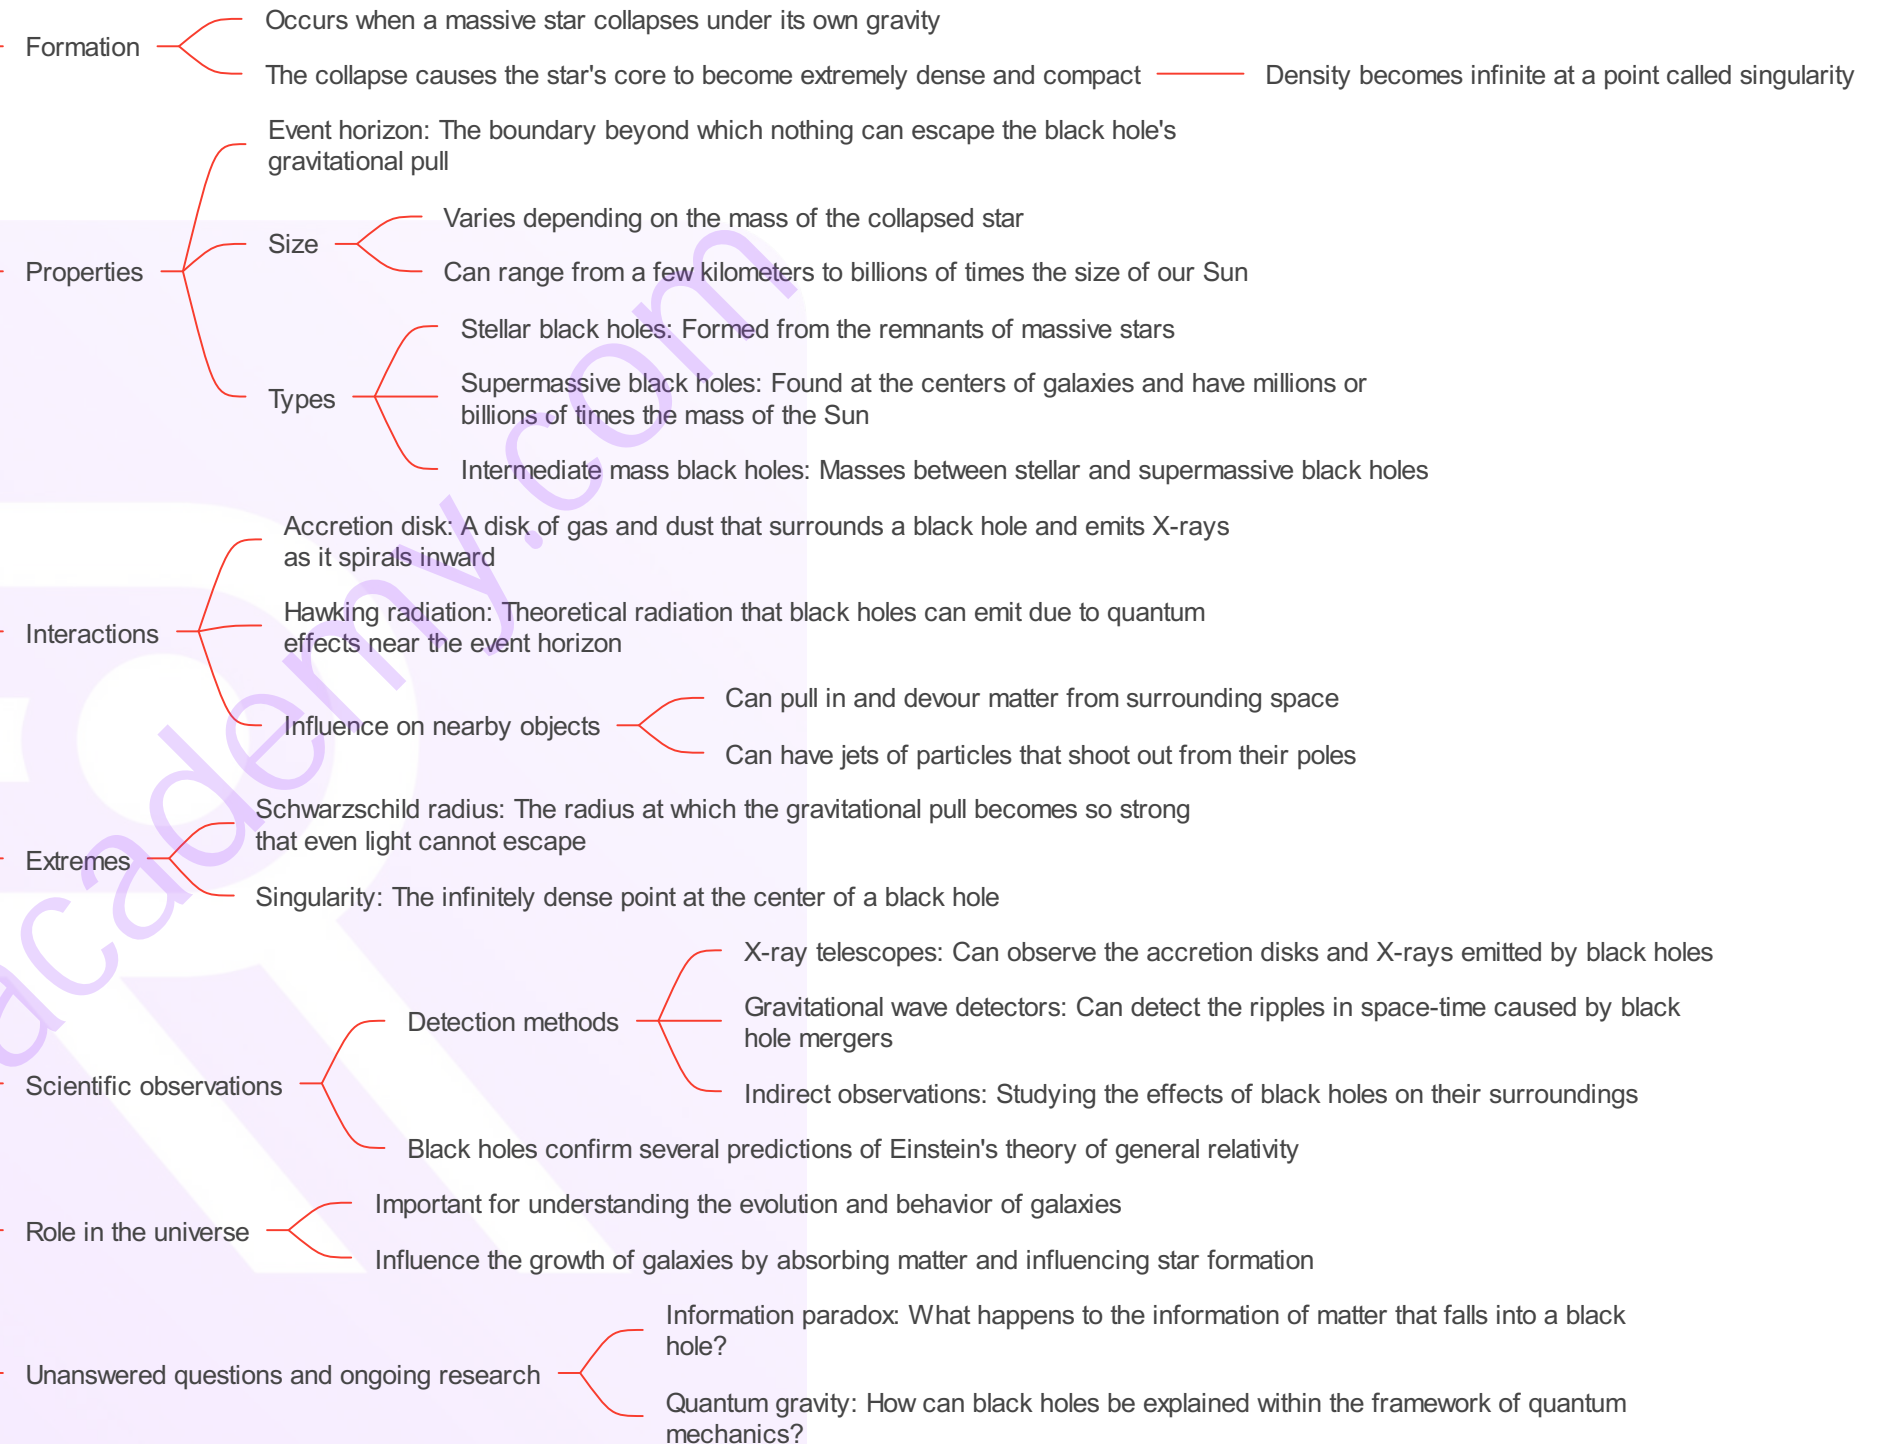 Formation
Occurs when a massive star collapses under its own gravity
The collapse causes the star's core to become extremely dense and compact
Density becomes infinite at a point called singularity
Properties
Event horizon: The boundary beyond which nothing can escape the black hole's
gravitational pull
Size
Varies depending on the mass of the collapsed star
Can range from a few kilometers to billions of times the size of our Sun
Types
Stellar black holes: Formed from the remnants of massive stars
Supermassive black holes: Found at the centers of galaxies and have millions or
billions of times the mass of the Sun
Intermediate mass black holes: Masses between stellar and supermassive black holes
Interactions
Accretion disk: A disk of gas and dust that surrounds a black hole and emits X-rays
as it spirals inward
Hawking radiation: Theoretical radiation that black holes can emit due to quantum
effects near the event horizon
Influence on nearby objects
Can pull in and devour matter from surrounding space
Can have jets of particles that shoot out from their poles
Extremes
Schwarzschild radius: The radius at which the gravitational pull becomes so strong
that even light cannot escape
Singularity: The infinitely dense point at the center of a black hole
Scientific observations
Detection methods
X-ray telescopes: Can observe the accretion disks and X-rays emitted by black holes
Gravitational wave detectors: Can detect the ripples in space-time caused by black
hole mergers
Indirect observations: Studying the effects of black holes on their surroundings
Black holes confirm several predictions of Einstein's theory of general relativity
Role in the universe
Important for understanding the evolution and behavior of galaxies
Influence the growth of galaxies by absorbing matter and influencing star formation
Unanswered questions and ongoing research
Information paradox: What happens to the information of matter that falls into a black
hole?
Quantum gravity: How can black holes be explained within the framework of quantum
mechanics?
academy.com